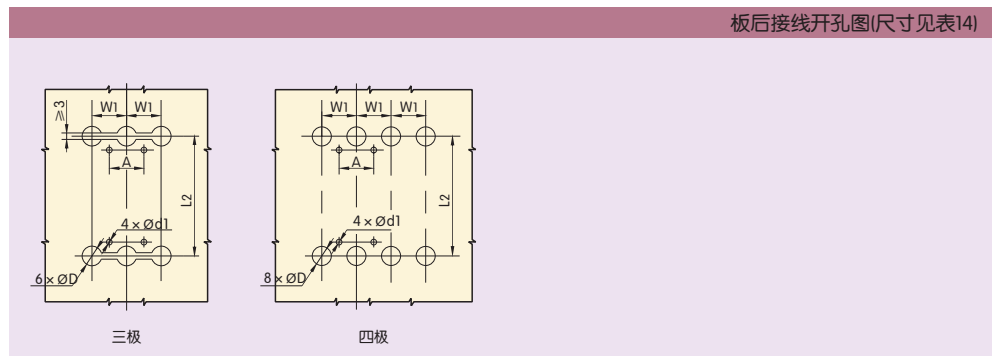 板后接线开孔图(尺寸见表14)
≥3
W1 W1
A
L2
4×Ød1
6×ØD
三极
W1 W1 W1
A
L2
4×Ød1
8×ØD
四极